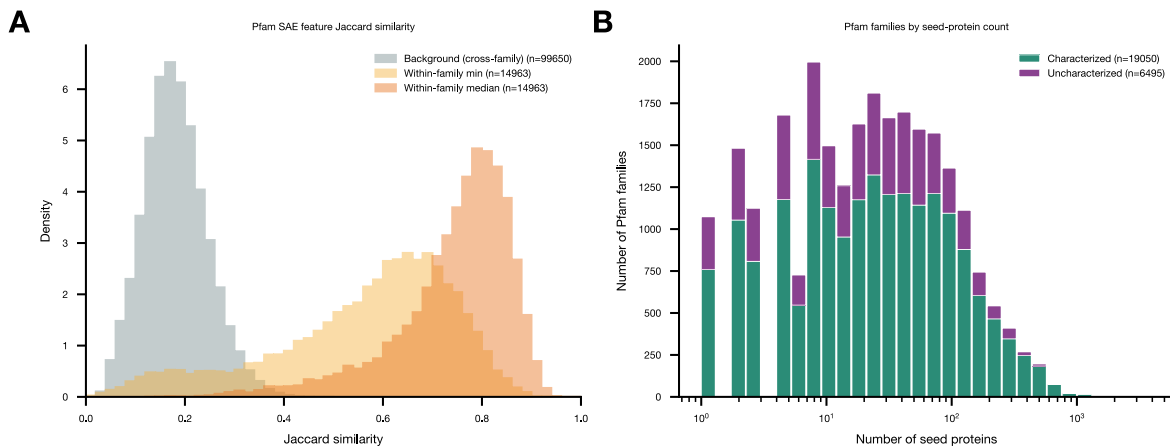 A
Pfam SAE feature Jaccard similarity
Background (cross-family) (n=99650)
Within-family min (n=14963)
Within-family median (n=14963)
Density
6
5
4
3
2
1
0
0.0 0.2 0.4 0.6 0.8 1.0
Jaccard similarity
B
Pfam families by seed-protein count
Characterized (n=19050)
Uncharacterized (n=6495)
Number of Pfam families
2000
1750
1500
1250
1000
750
500
250
0
10⁰ 10¹ 10² 10³
Number of seed proteins